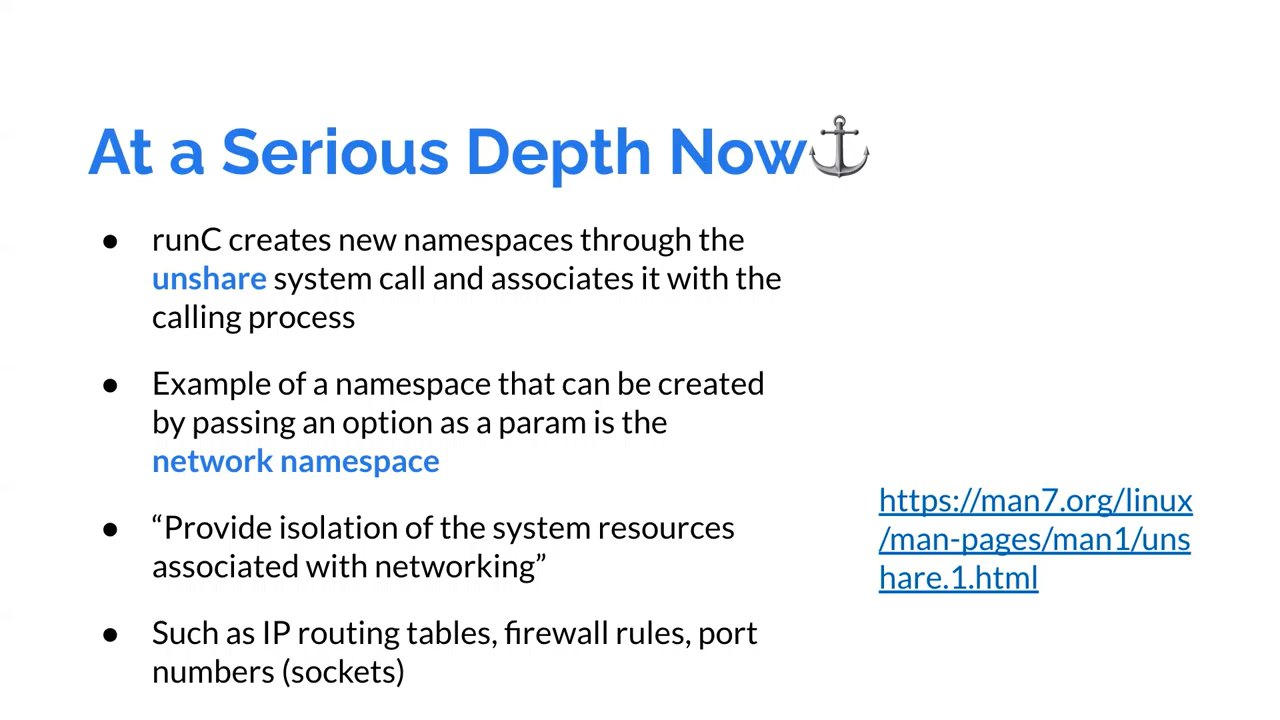 At a Serious Depth Now⚓
● runC creates new namespaces through the
unshare system call and associates it with the
calling process
● Example of a namespace that can be created
by passing an option as a param is the
network namespace
● “Provide isolation of the system resources
associated with networking”
● Such as IP routing tables, firewall rules, port
numbers (sockets)
https://man7.org/linux
/man-pages/man1/uns
hare.1.html